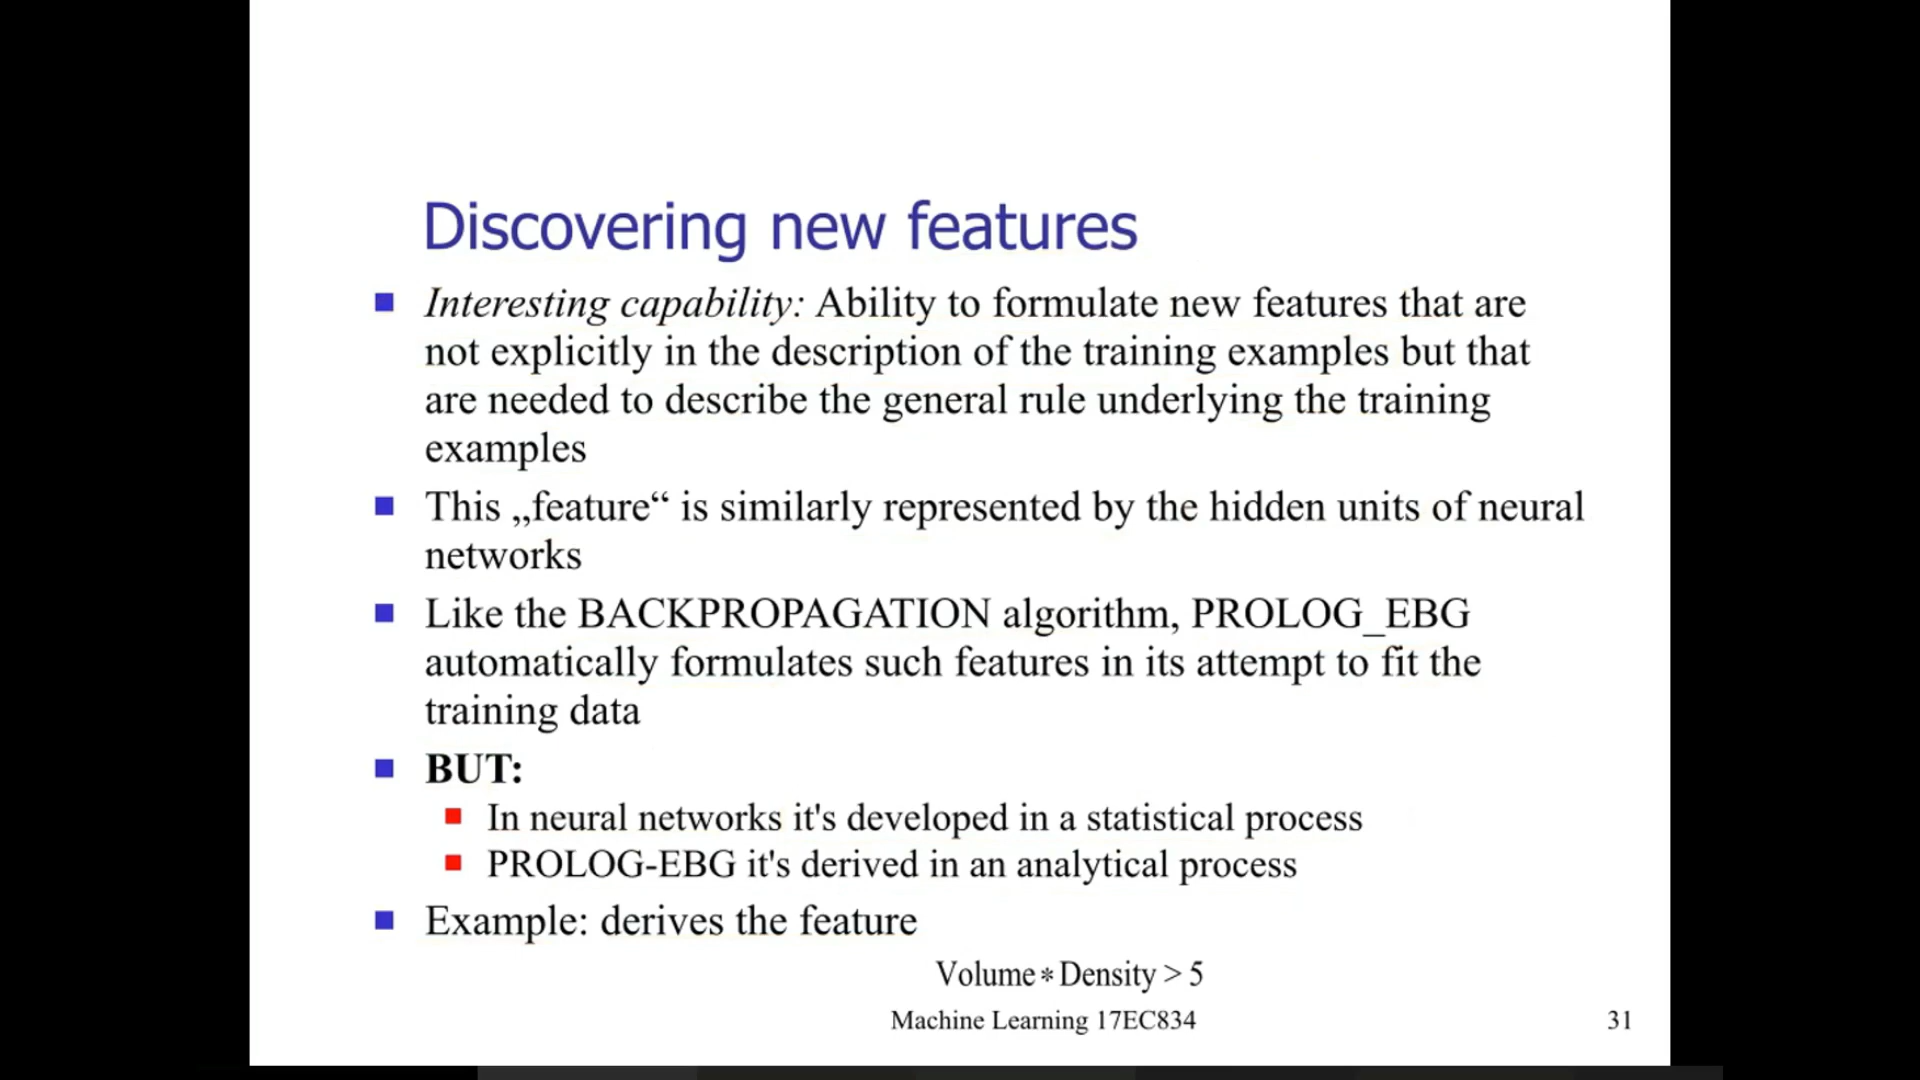 Discovering new features
Interesting capability: Ability to formulate new features that are
not explicitly in the description of the training examples but that
are needed to describe the general rule underlying the training
examples
This „feature“ is similarly represented by the hidden units of neural
networks
Like the BACKPROPAGATION algorithm, PROLOG_EBG
automatically formulates such features in its attempt to fit the
training data
BUT:
In neural networks it's developed in a statistical process
PROLOG-EBG it's derived in an analytical process
Example: derives the feature
Volume * Density > 5
Machine Learning 17EC834
31